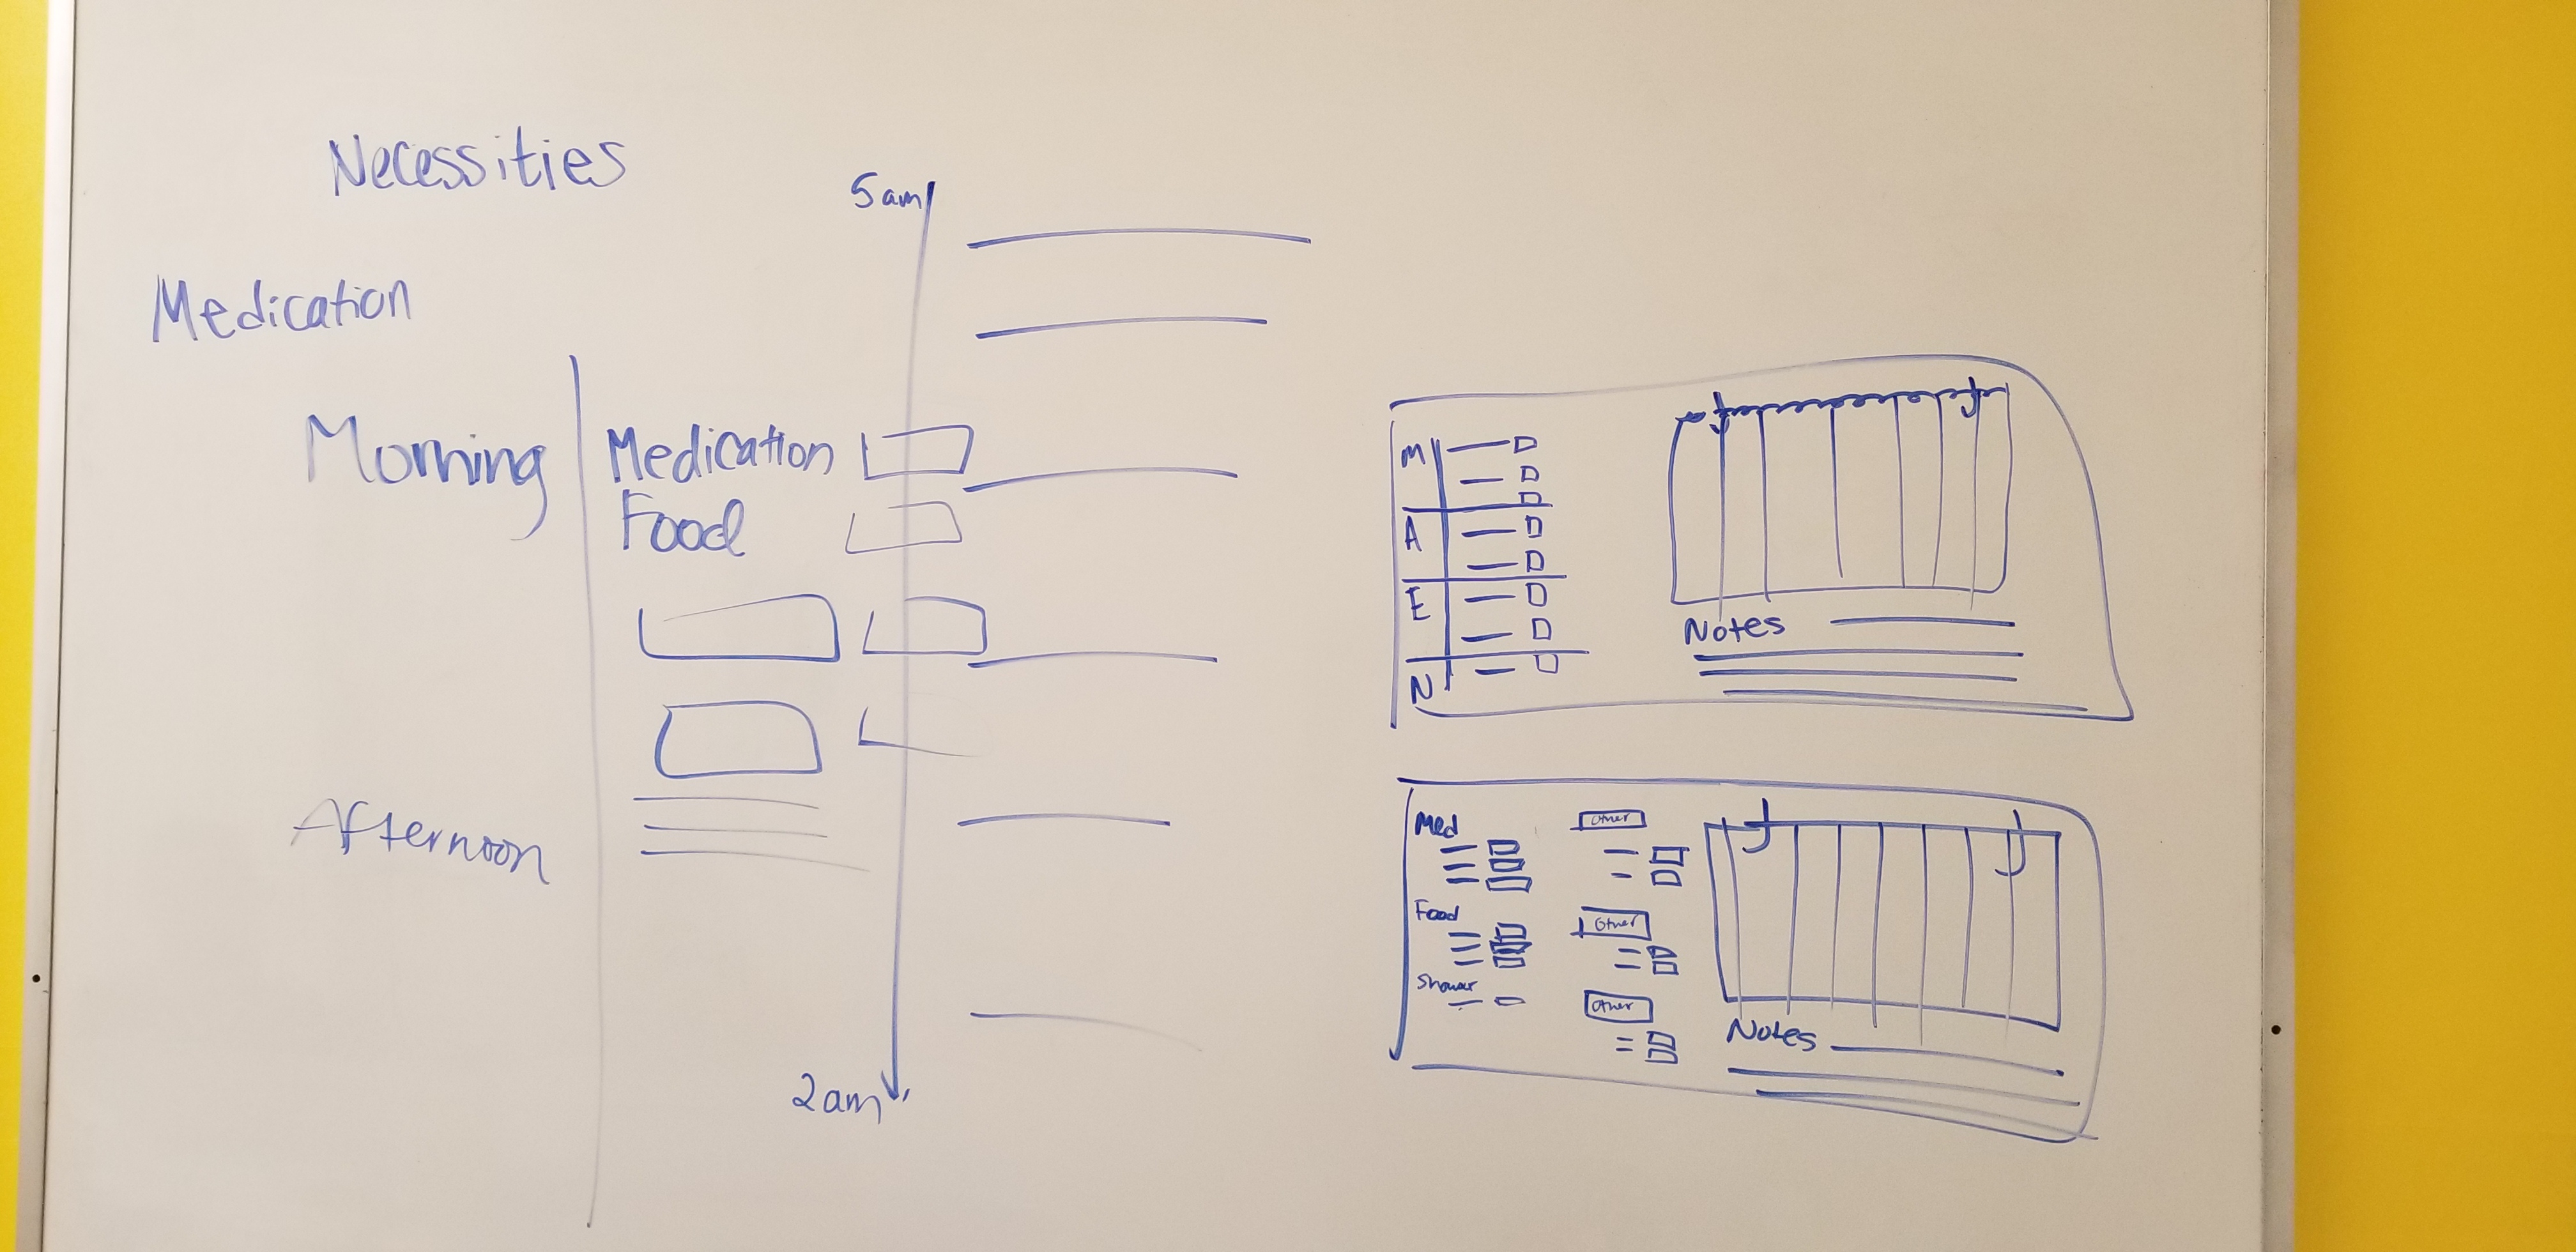 Necessities
5am
Medication
Morning
Medication
Food
Afternoon
2am
M
A
E
N
Notes
Med
Food
Shower
Other
Other
Other
Notes